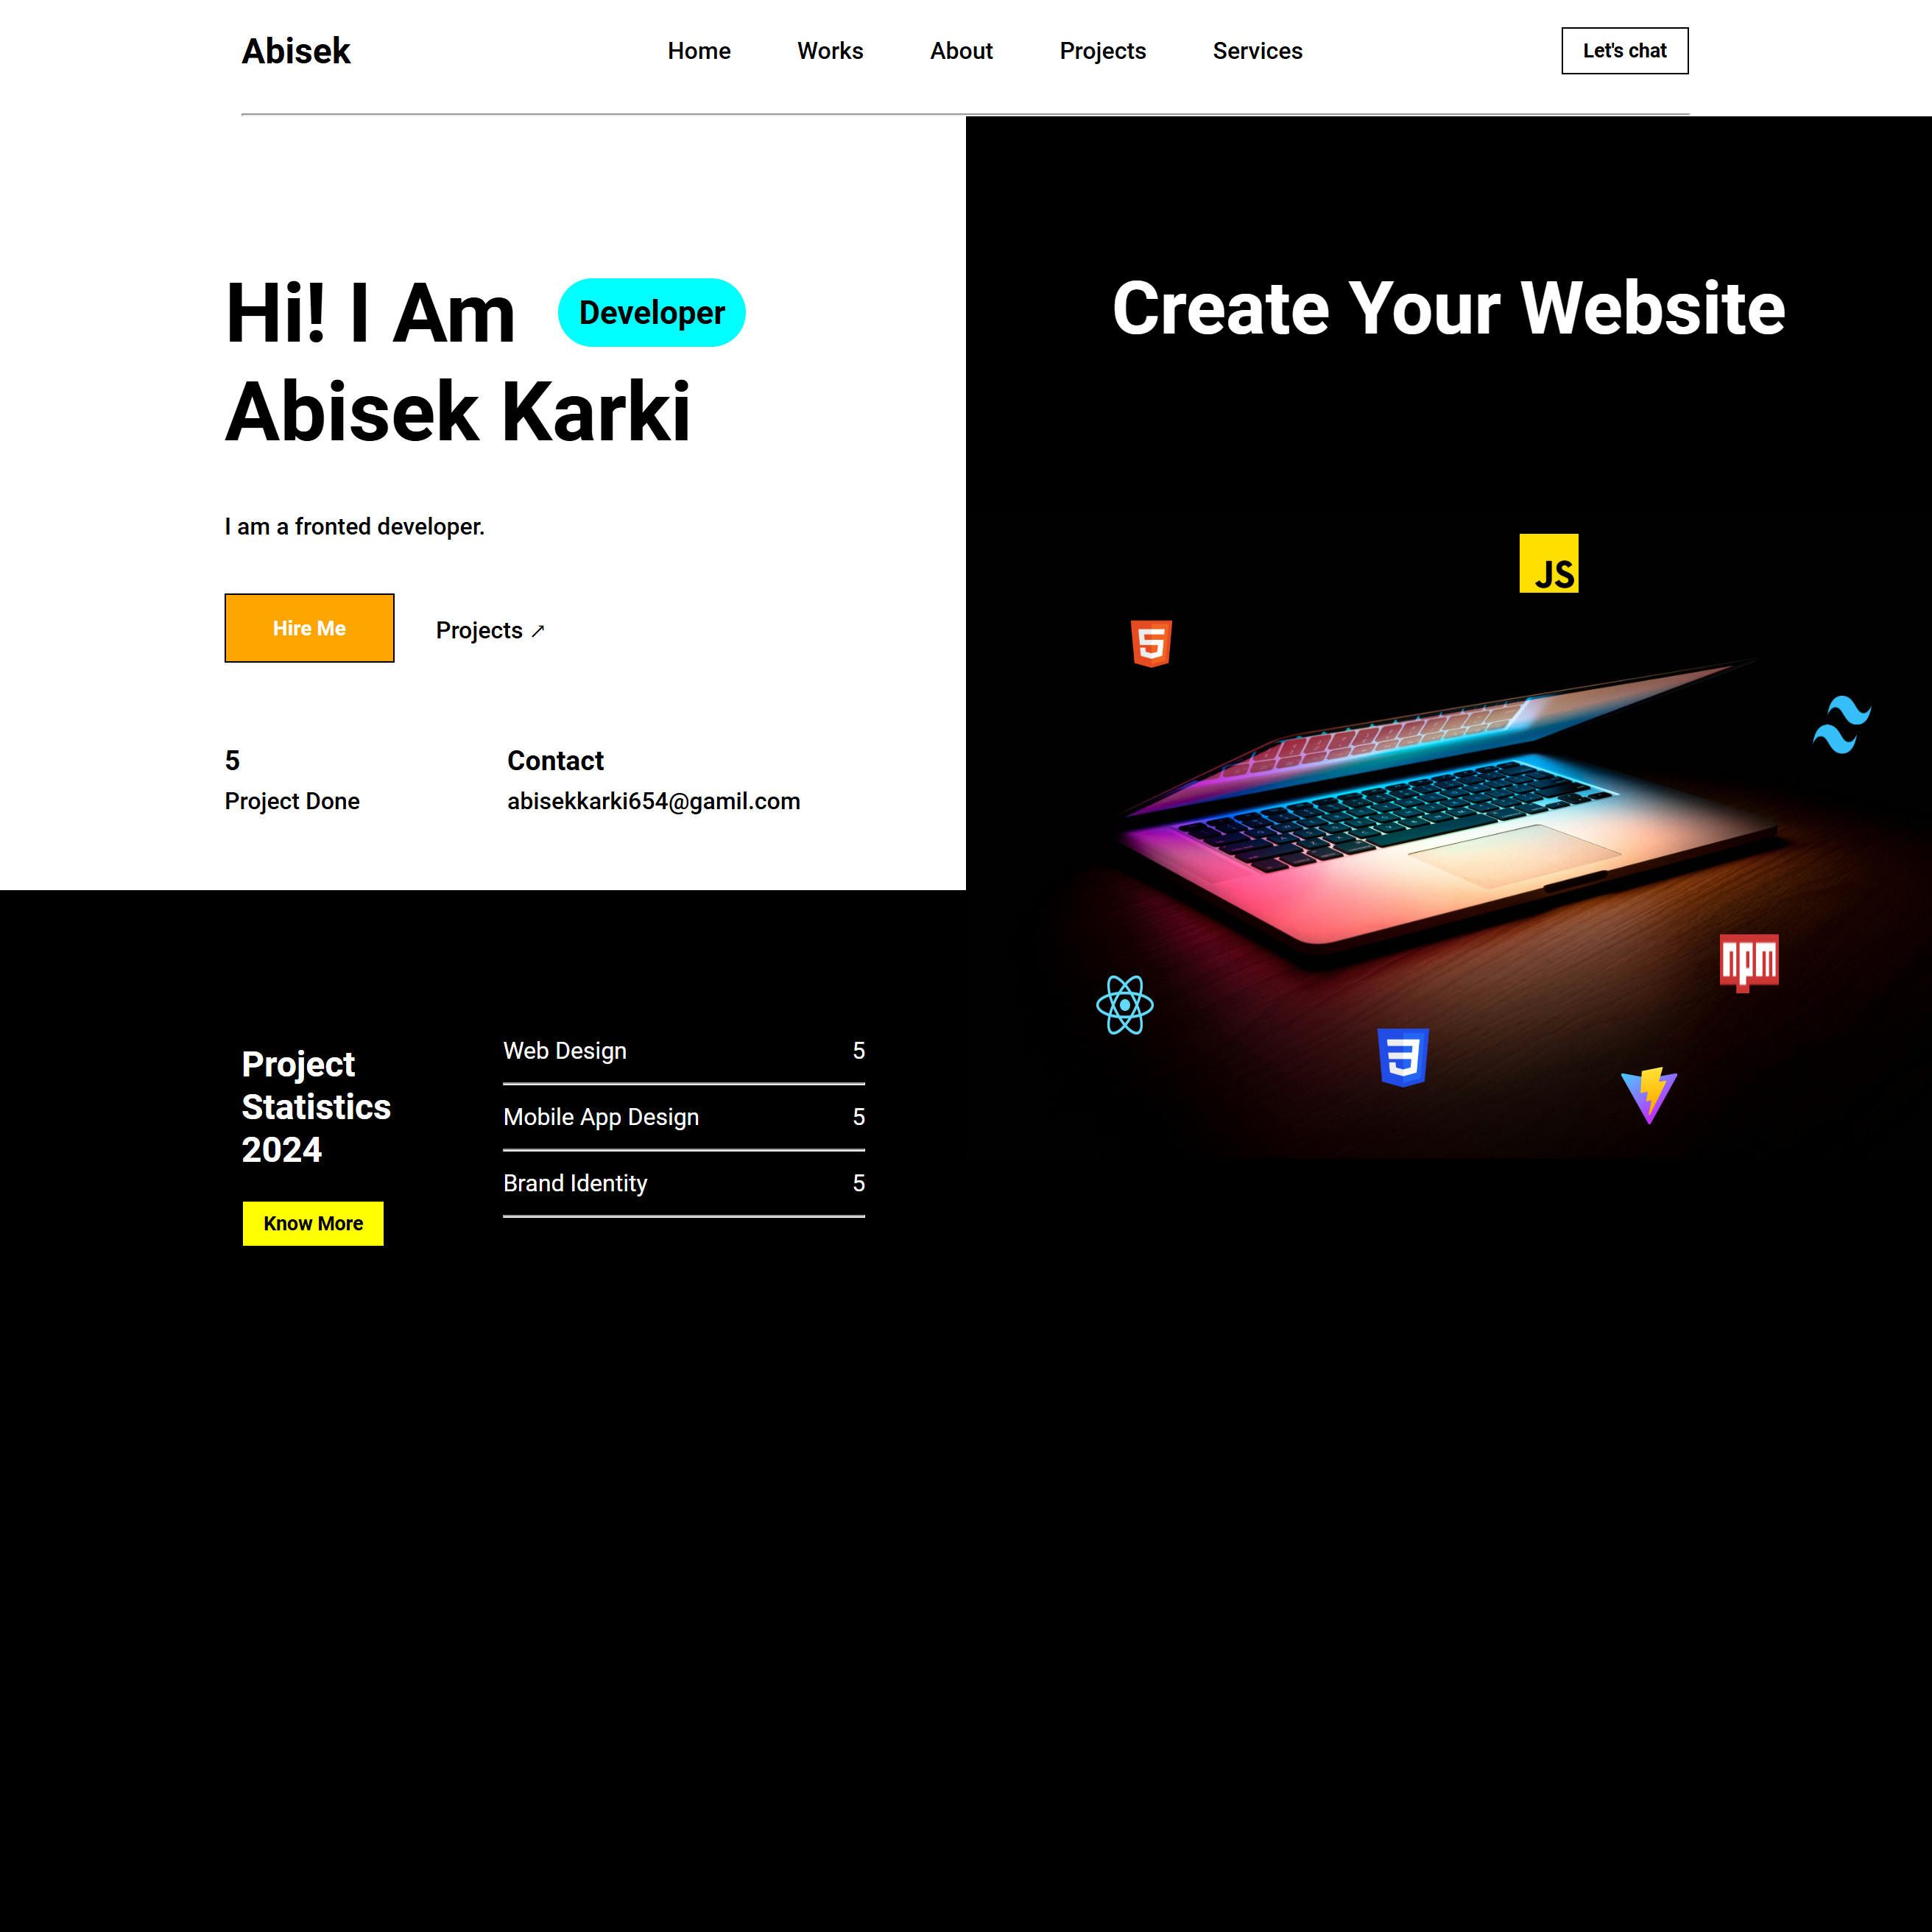 Abisek
Home Works About Projects Services
Let's chat
Hi! I Am Developer
Abisek Karki
I am a fronted developer.
Hire Me Projects ↗
5
Project Done
Contact
abisekkarki654@gamil.com
Create Your Website
JS
5
npm
3
Project
Statistics
2024
Know More
Web Design 5
Mobile App Design 5
Brand Identity 5